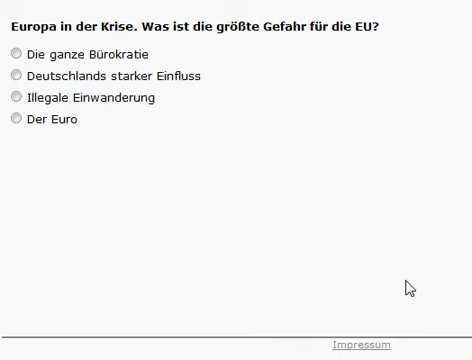 Europa in der Krise. Was ist die größte Gefahr für die EU?
Die ganze Bürokratie
Deutschlands starker Einfluss
Illegale Einwanderung
Der Euro
Impressum